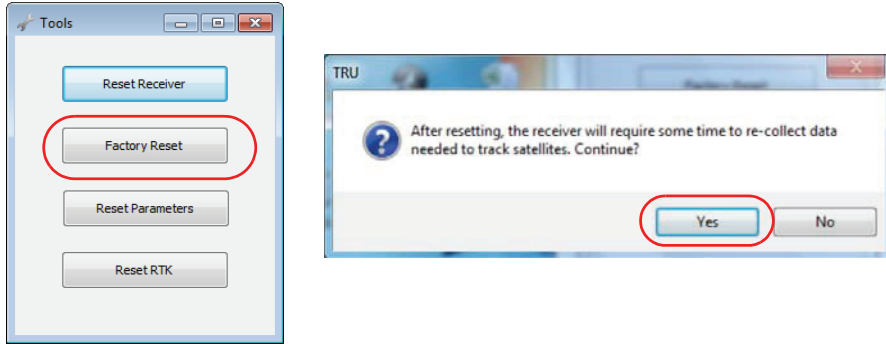 Tools
Reset Receiver
Factory Reset
Reset Parameters
Reset RTK
TRU
After resetting, the receiver will require some time to re-collect data
needed to track satellites. Continue?
Yes
No